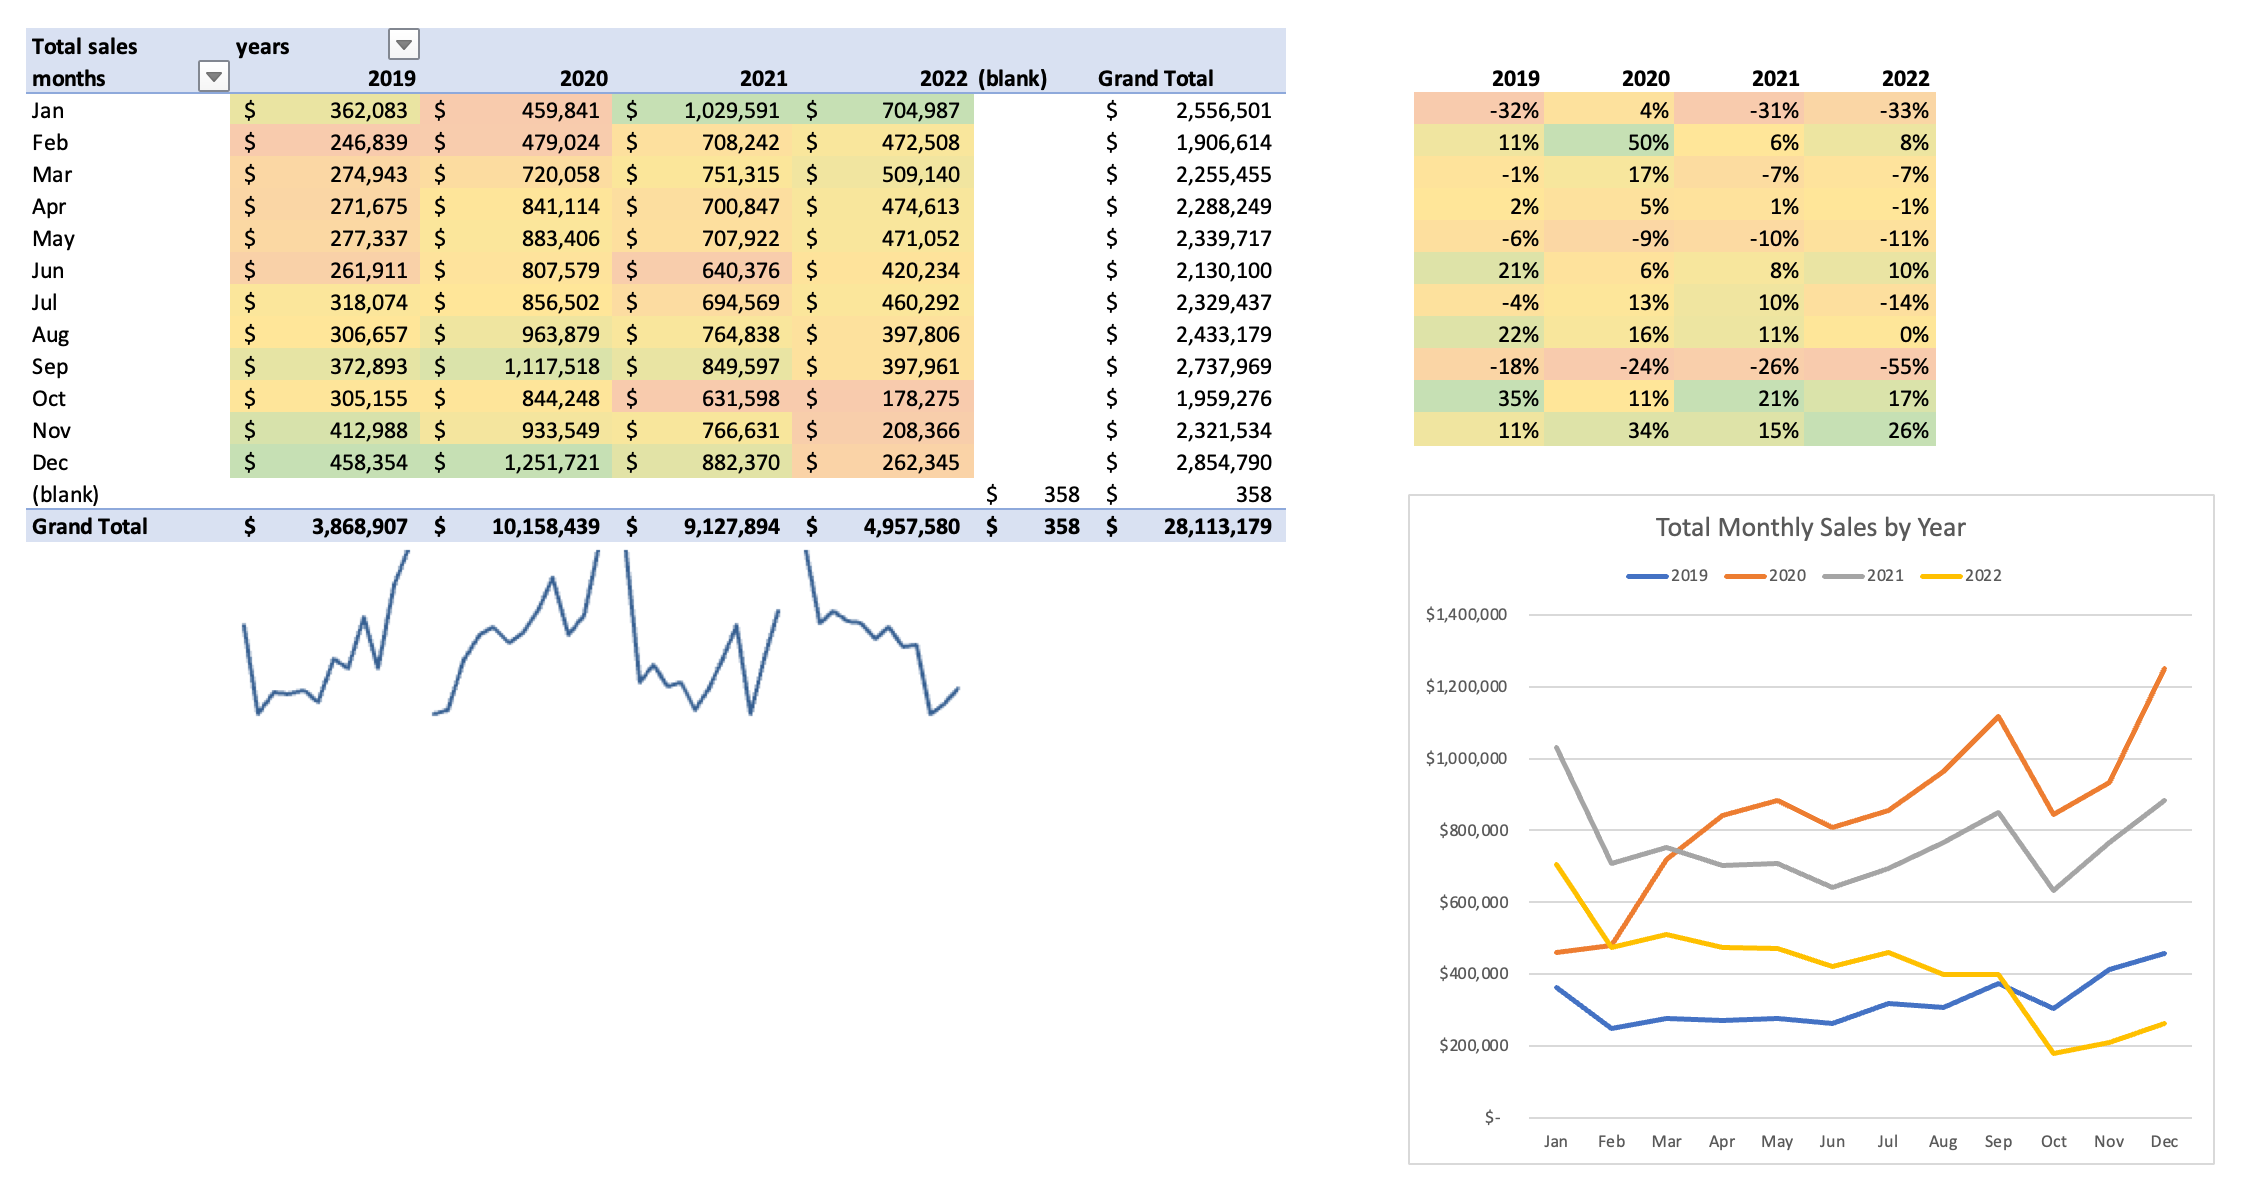 Total sales years
months 2019 2020 2021 2022 (blank) Grand Total
Jan $ 362,083 $ 459,841 $ 1,029,591 $ 704,987 $ 2,556,501
Feb $ 246,839 $ 479,024 $ 708,242 $ 472,508 $ 1,906,614
Mar $ 274,943 $ 720,058 $ 751,315 $ 509,140 $ 2,255,455
Apr $ 271,675 $ 841,114 $ 700,847 $ 474,613 $ 2,288,249
May $ 277,337 $ 883,406 $ 707,922 $ 471,052 $ 2,339,717
Jun $ 261,911 $ 807,579 $ 640,376 $ 420,234 $ 2,130,100
Jul $ 318,074 $ 856,502 $ 694,569 $ 460,292 $ 2,329,437
Aug $ 306,657 $ 963,879 $ 764,838 $ 397,806 $ 2,433,179
Sep $ 372,893 $ 1,117,518 $ 849,597 $ 397,961 $ 2,737,969
Oct $ 305,155 $ 844,248 $ 631,598 $ 178,275 $ 1,959,276
Nov $ 412,988 $ 933,549 $ 766,631 $ 208,366 $ 2,321,534
Dec $ 458,354 $ 1,251,721 $ 882,370 $ 262,345 $ 2,854,790
(blank) $ 358 $ 358
Grand Total $ 3,868,907 $ 10,158,439 $ 9,127,894 $ 4,957,580 $ 358 $ 28,113,179
2019 2020 2021 2022
-32% 4% -31% -33%
11% 50% 6% 8%
-1% 17% -7% -7%
2% 5% 1% -1%
-6% -9% -10% -11%
21% 6% 8% 10%
-4% 13% 10% -14%
22% 16% 11% 0%
-18% -24% -26% -55%
35% 11% 21% 17%
11% 34% 15% 26%
Total Monthly Sales by Year
2019 2020 2021 2022
$1,400,000
$1,200,000
$1,000,000
$800,000
$600,000
$400,000
$200,000
$-
Jan Feb Mar Apr May Jun Jul Aug Sep Oct Nov Dec